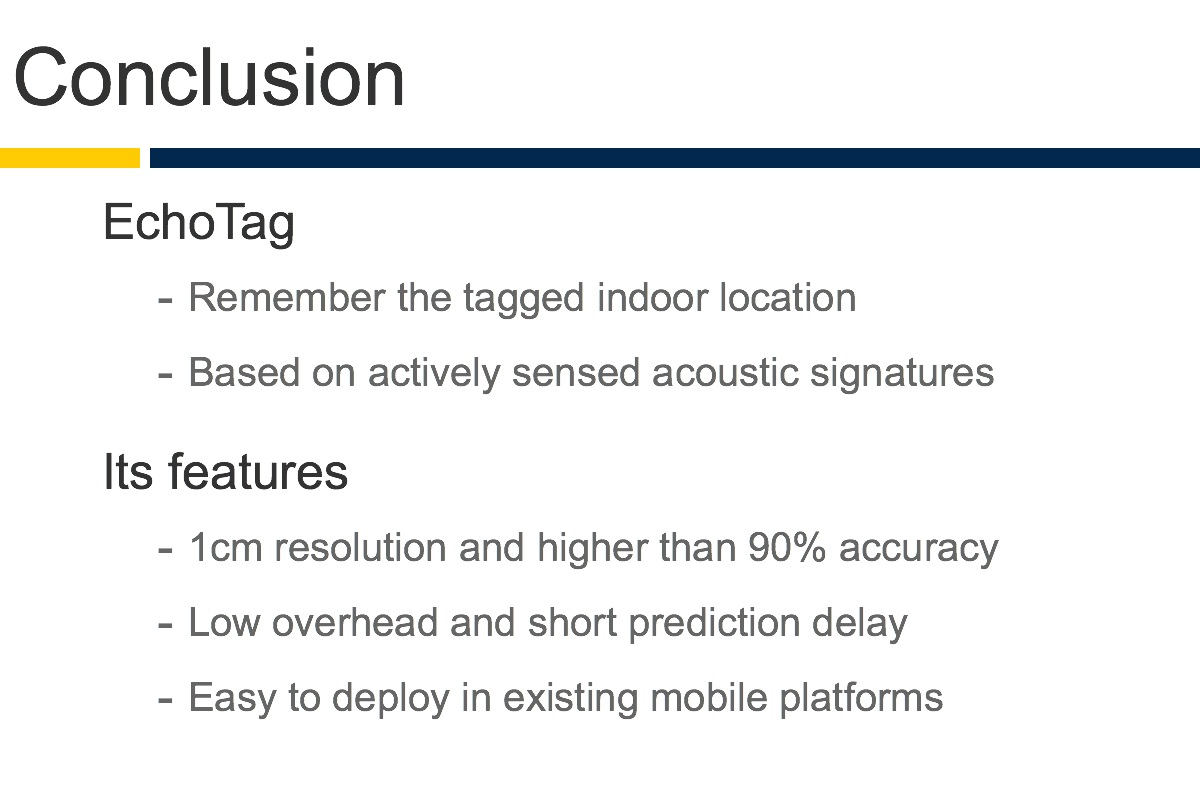 Conclusion
EchoTag
- Remember the tagged indoor location
- Based on actively sensed acoustic signatures
Its features
- 1cm resolution and higher than 90% accuracy
- Low overhead and short prediction delay
- Easy to deploy in existing mobile platforms